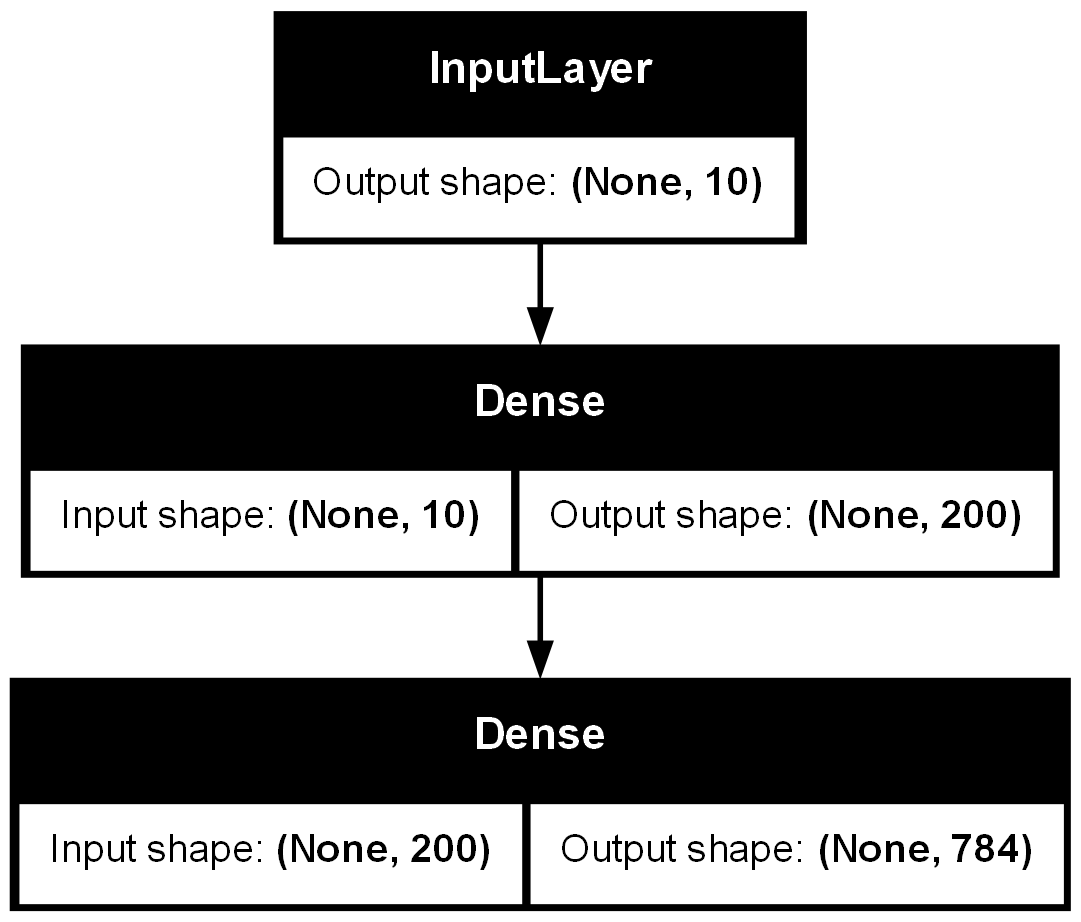 InputLayer
Output shape: (None, 10)
Dense
Input shape: (None, 10)
Output shape: (None, 200)
Dense
Input shape: (None, 200)
Output shape: (None, 784)